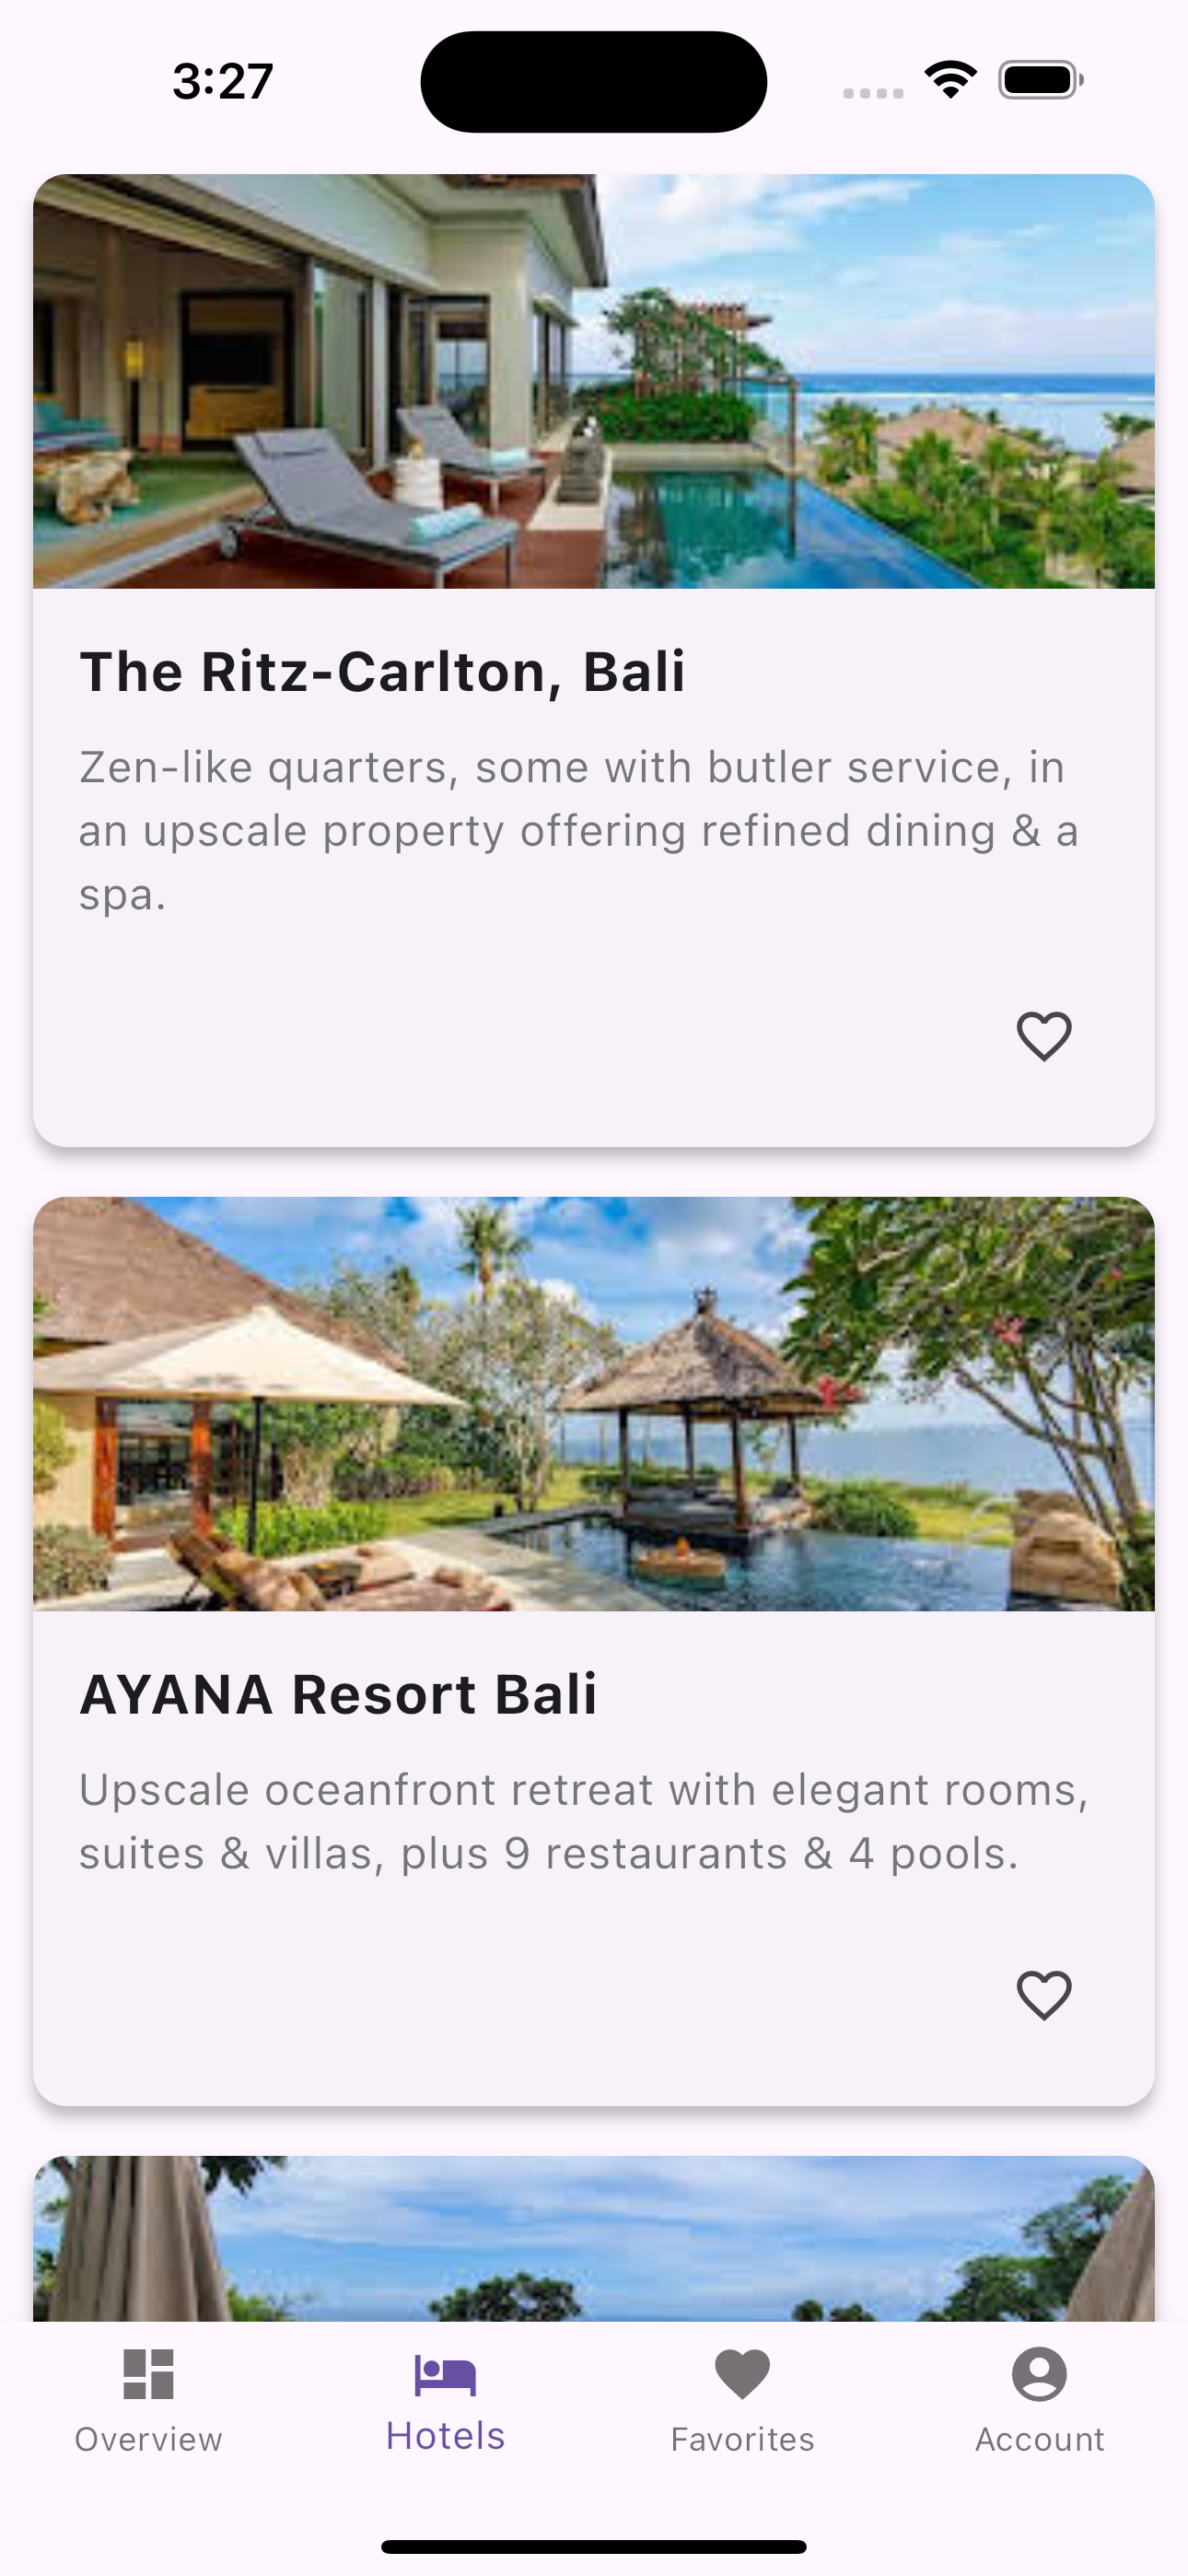 3:27
The Ritz-Carlton, Bali
Zen-like quarters, some with butler service, in
an upscale property offering refined dining & a
spa.
AYANA Resort Bali
Upscale oceanfront retreat with elegant rooms,
suites & villas, plus 9 restaurants & 4 pools.
Overview
Hotels
Favorites
Account